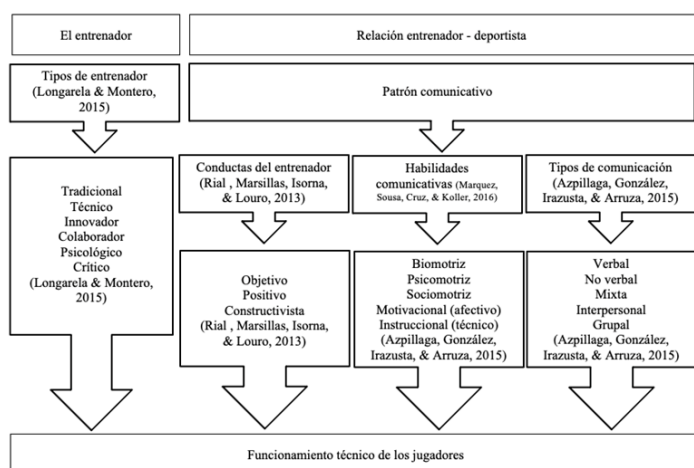 El entrenador
Relación entrenador - deportista
Tipos de entrenador
(Longarela & Montero,
2015)
Patrón comunicativo
Tradicional
Técnico
Innovador
Colaborador
Psicológico
Crítico
(Longarela & Montero,
2015)
Conductas del entrenador
(Rial , Marsillas, Isorna,
& Louro, 2013)
Objetivo
Positivo
Constructivista
(Rial , Marsillas, Isorna,
& Louro, 2013)
Habilidades
comunicativas (Marquez,
Sousa, Cruz, & Koller, 2016)
Biomotriz
Psicomotriz
Sociomotriz
Motivacional (afectivo)
Instruccional (técnico)
(Azpillaga, González,
Irazusta, & Arruza, 2015)
Tipos de comunicación
(Azpillaga, González,
Irazusta, & Arruza,
2015)
Verbal
No verbal
Mixta
Interpersonal
Grupal
(Azpillaga, González,
Irazusta, & Arruza, 2015)
Funcionamiento técnico de los jugadores